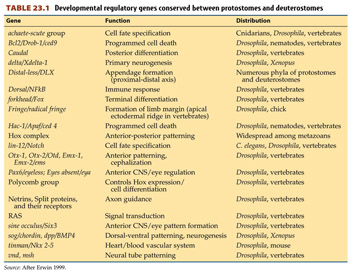 TABLE 23.1 Developmental regulatory genes conserved between protostomes and deuterostomes
Gene Function Distribution
achaete-scute group Cell fate specification Cnidarians, Drosophila, vertebrates
Bcl2/Drob-1/ced9 Programmed cell death Drosophila, nematodes, vertebrates
Caudal Posterior differentiation Drosophila, vertebrates
delta/Xdelta-1 Primary neurogenesis Drosophila, Xenopus
Distal-less/DLX Appendage formation Numerous phyla of protostomes
(proximal-distal axis) and deuterostomes
Dorsal/NFkB Immune response Drosophila, vertebrates
forkhead/Fox Terminal differentiation Drosophila, vertebrates
Fringe/radical fringe Formation of limb margin (apical Drosophila, chick
ectodermal ridge in vertebrates)
Hac-1/Apaf/ced 4 Programmed cell death Drosophila, nematodes, vertebrates
Hox complex Anterior-posterior patterning Widespread among metazoans
lin-12/Notch Cell fate specification C. elegans, Drosophila, vertebrates
Otx-1, Otx-2/Otd, Emx-1, Anterior patterning, Drosophila, vertebrates
Emx-2/ems cephalization
Pax6/eyeless; Eyes absent/eya Anterior CNS/eye regulation Drosophila, vertebrates
Polycomb group Controls Hox expression/ Drosophila, vertebrates
cell differentiation
Netrins, Split proteins, Axon guidance Drosophila, vertebrates
and their receptors
RAS Signal transduction Drosophila, vertebrates
sine occulus/Six3 Anterior CNS/eye pattern formation Drosophila, vertebrates
sog/chordin, dpp/BMP4 Dorsal-ventral patterning, neurogenesis Drosophila, Xenopus
tinman/Nkx 2-5 Heart/blood vascular system Drosophila, mouse
vnd, msh Neural tube patterning Drosophila, vertebrates
Source: After Erwin 1999.